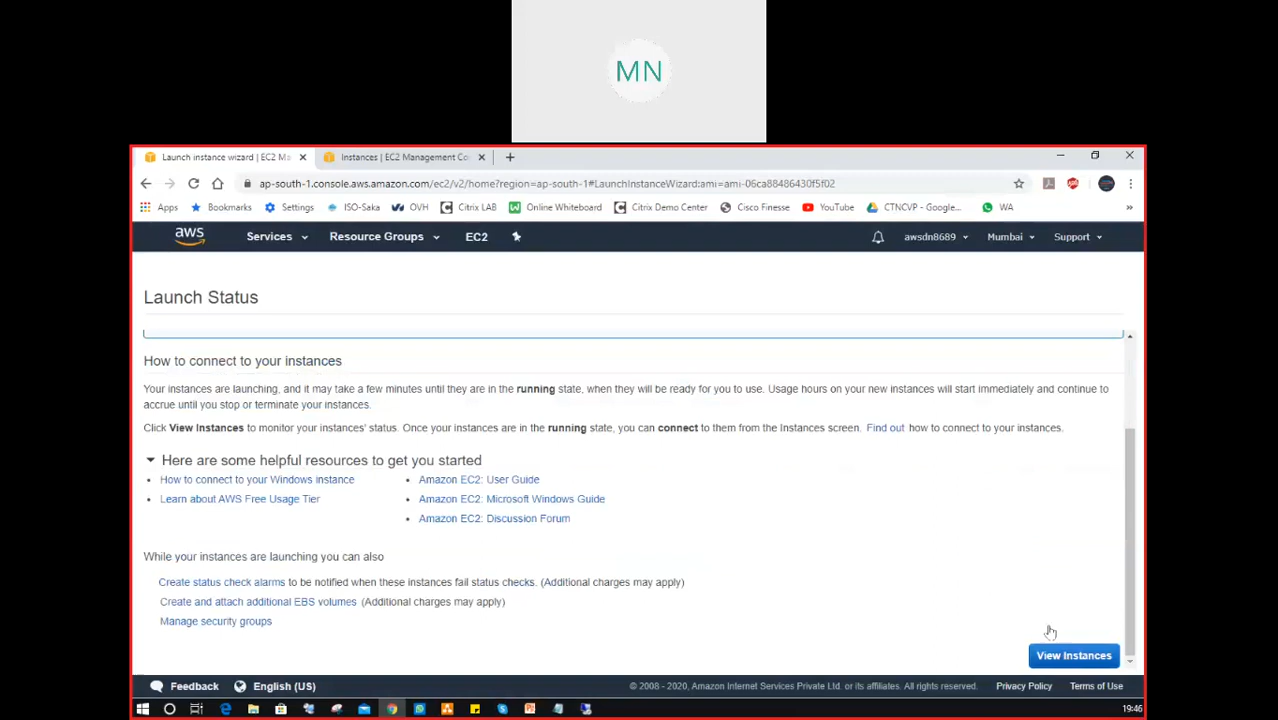 MN
Launch instance wizard | EC2 Ma
Instances | EC2 Management Co
ap-south-1.console.aws.amazon.com/ec2/v2/home?region=ap-south-1#LaunchInstanceWizard:ami=ami-06ca88486430f5f02
Apps Bookmarks Settings ISO-Saka OVH Citrix LAB Online Whiteboard Citrix Demo Center Cisco Finesse YouTube CTNCVP - Google... WA »
aws Services Resource Groups EC2 awsdn8689 Mumbai Support
Launch Status
How to connect to your instances
Your instances are launching, and it may take a few minutes until they are in the running state, when they will be ready for you to use. Usage hours on your new instances will start immediately and continue to
accrue until you stop or terminate your instances.
Click View Instances to monitor your instances' status. Once your instances are in the running state, you can connect to them from the Instances screen. Find out how to connect to your instances.
Here are some helpful resources to get you started
• How to connect to your Windows instance
• Learn about AWS Free Usage Tier
• Amazon EC2: User Guide
• Amazon EC2: Microsoft Windows Guide
• Amazon EC2: Discussion Forum
While your instances are launching you can also
Create status check alarms to be notified when these instances fail status checks. (Additional charges may apply)
Create and attach additional EBS volumes (Additional charges may apply)
Manage security groups
View Instances
Feedback English (US) © 2008 - 2020, Amazon Internet Services Private Ltd. or its affiliates. All rights reserved. Privacy Policy Terms of Use
19:46